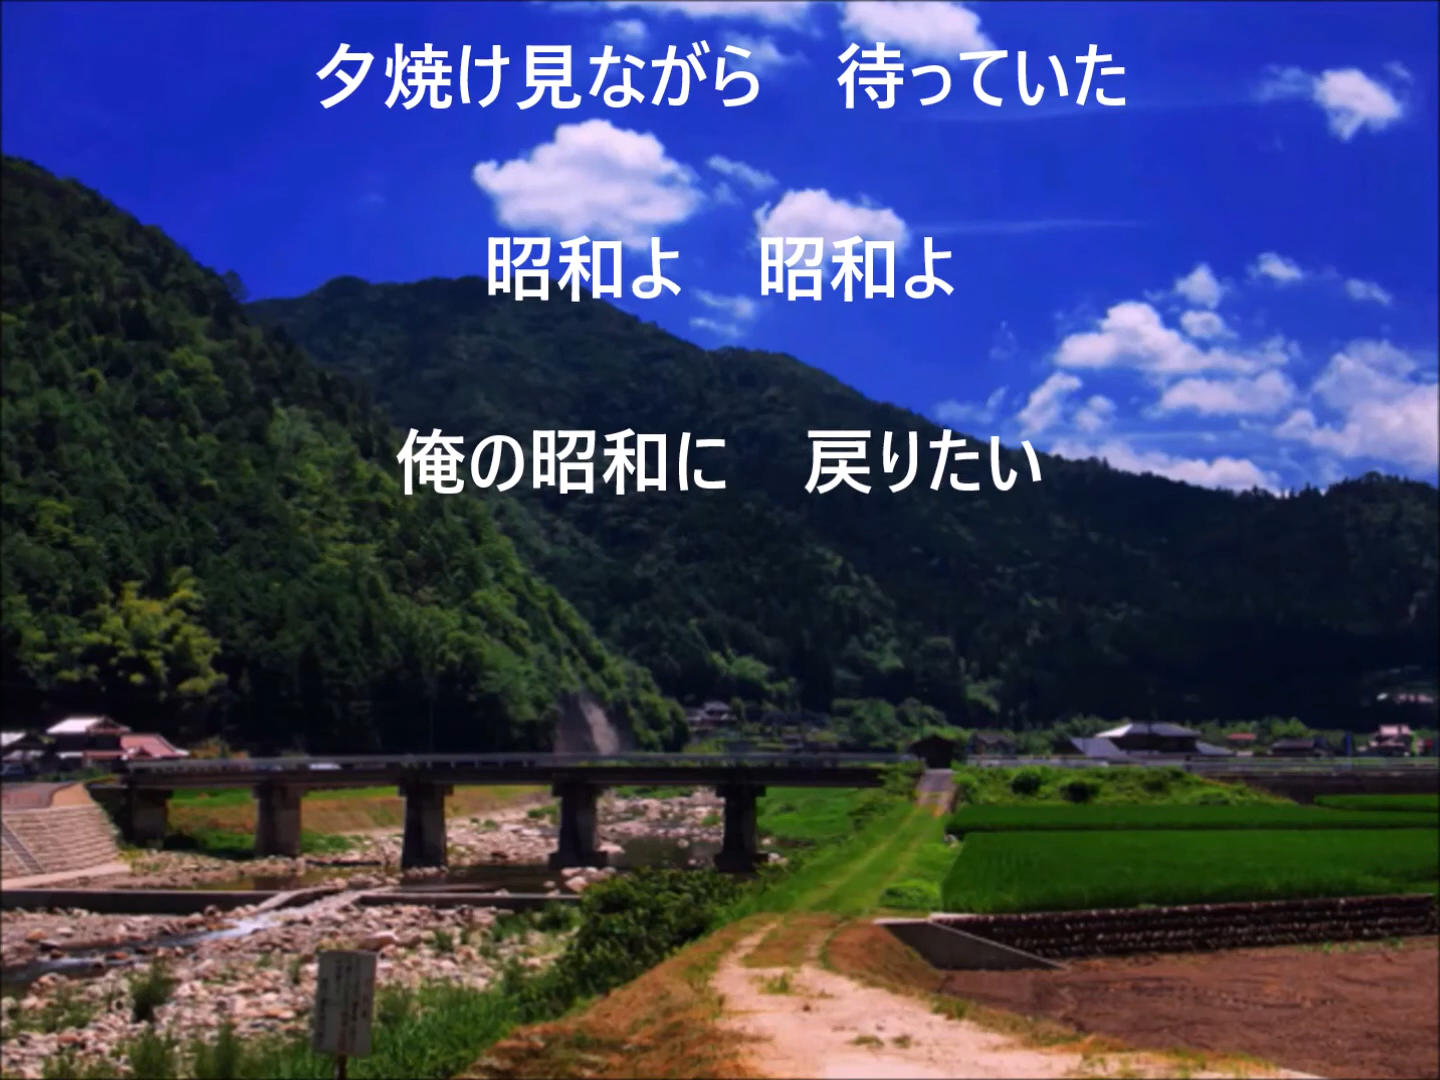 夕焼け見ながら　待っていた
昭和よ　昭和よ
俺の昭和に　戻りたい